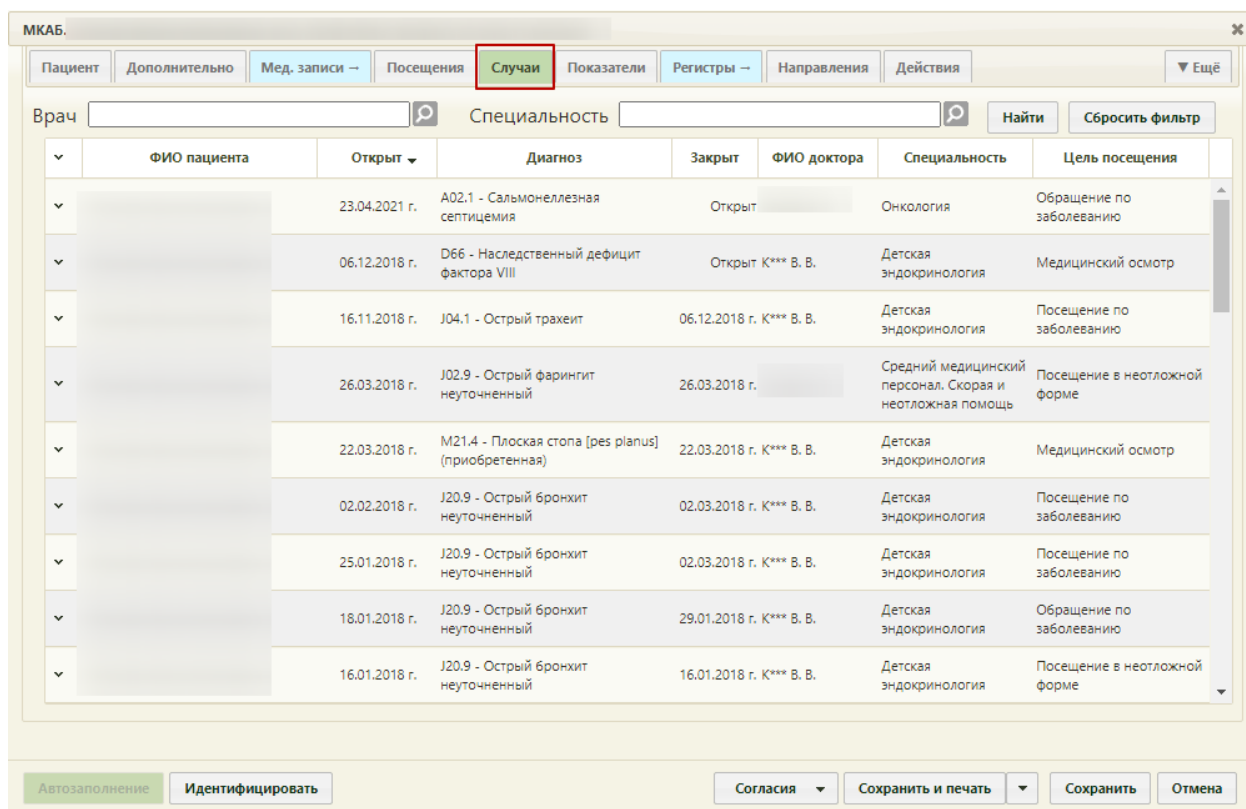 МКАБ.
Пациент Дополнительно Мед. записи → Посещения Случаи Показатели Регистры → Направления Действия ▼ Ещё
Врач Специальность Найти Сбросить фильтр
ФИО пациента Открыт Диагноз Закрыт ФИО доктора Специальность Цель посещения
23.04.2021 г. A02.1 - Сальмонеллезная септицемия Открыт Онкология Обращение по заболеванию
06.12.2018 г. D66 - Наследственный дефицит фактора VIII Открыт К*** В. В. Детская эндокринология Медицинский осмотр
16.11.2018 г. J04.1 - Острый трахеит 06.12.2018 г. К*** В. В. Детская эндокринология Посещение по заболеванию
26.03.2018 г. J02.9 - Острый фарингит неуточненный 26.03.2018 г. Средний медицинский персонал. Скорая и неотложная помощь Посещение в неотложной форме
22.03.2018 г. M21.4 - Плоская стопа [pes planus] (приобретенная) 22.03.2018 г. К*** В. В. Детская эндокринология Медицинский осмотр
02.02.2018 г. J20.9 - Острый бронхит неуточненный 02.03.2018 г. К*** В. В. Детская эндокринология Посещение по заболеванию
25.01.2018 г. J20.9 - Острый бронхит неуточненный 02.03.2018 г. К*** В. В. Детская эндокринология Посещение по заболеванию
18.01.2018 г. J20.9 - Острый бронхит неуточненный 29.01.2018 г. К*** В. В. Детская эндокринология Обращение по заболеванию
16.01.2018 г. J20.9 - Острый бронхит неуточненный 16.01.2018 г. К*** В. В. Детская эндокринология Посещение в неотложной форме
Автозаполнение Идентифицировать Согласия Сохранить и печать Сохранить Отмена